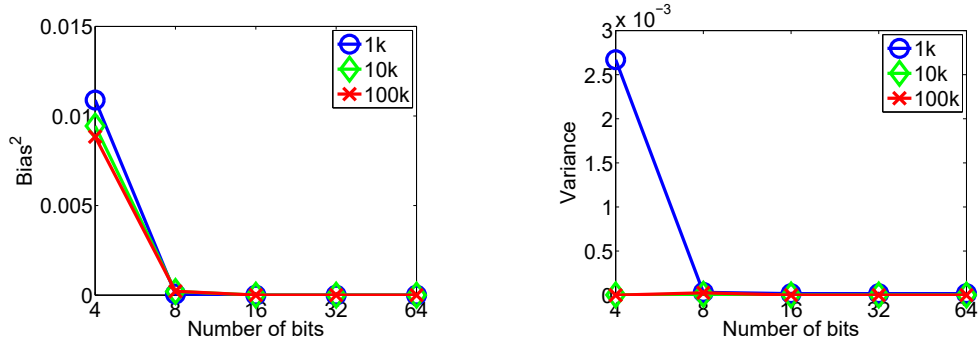 0.015
0.01
0.005
0
Bias²
4 8 16 32 64
Number of bits
1k
10k
100k
x 10⁻³
3
2.5
2
1.5
1
0.5
0
Variance
4 8 16 32 64
Number of bits
1k
10k
100k